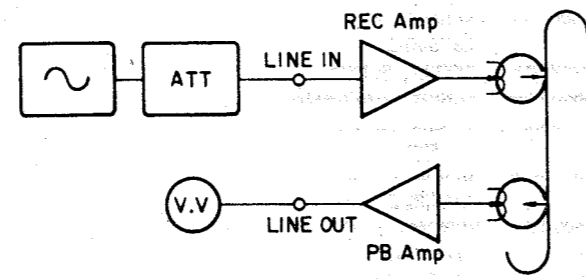 REC Amp
LINE IN
ATT
V.V
LINE OUT
PB Amp